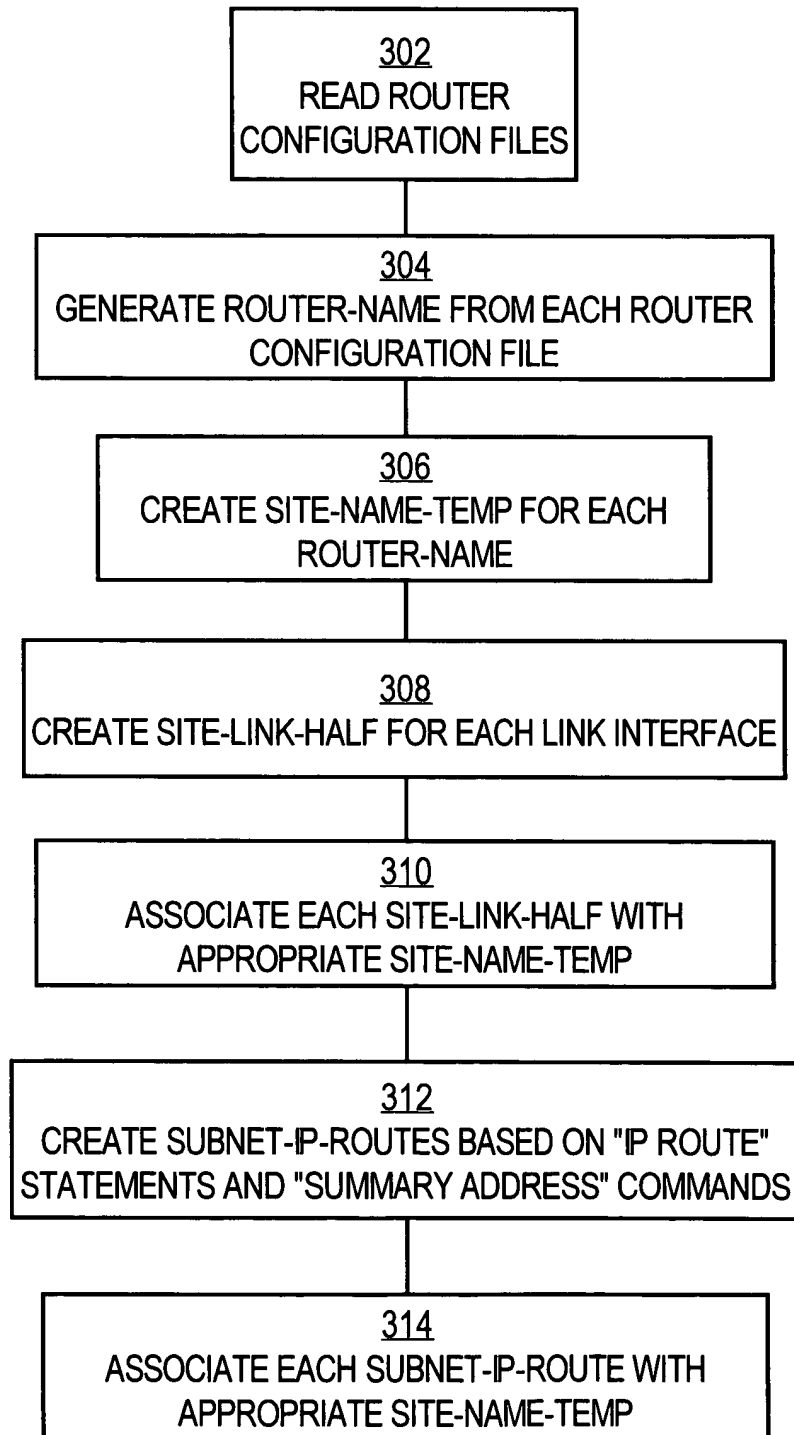 302
READ ROUTER
CONFIGURATION FILES
304
GENERATE ROUTER-NAME FROM EACH ROUTER
CONFIGURATION FILE
306
CREATE SITE-NAME-TEMP FOR EACH
ROUTER-NAME
308
CREATE SITE-LINK-HALF FOR EACH LINK INTERFACE
310
ASSOCIATE EACH SITE-LINK-HALF WITH
APPROPRIATE SITE-NAME-TEMP
312
CREATE SUBNET-IP-ROUTES BASED ON "IP ROUTE"
STATEMENTS AND "SUMMARY ADDRESS" COMMANDS
314
ASSOCIATE EACH SUBNET-IP-ROUTE WITH
APPROPRIATE SITE-NAME-TEMP